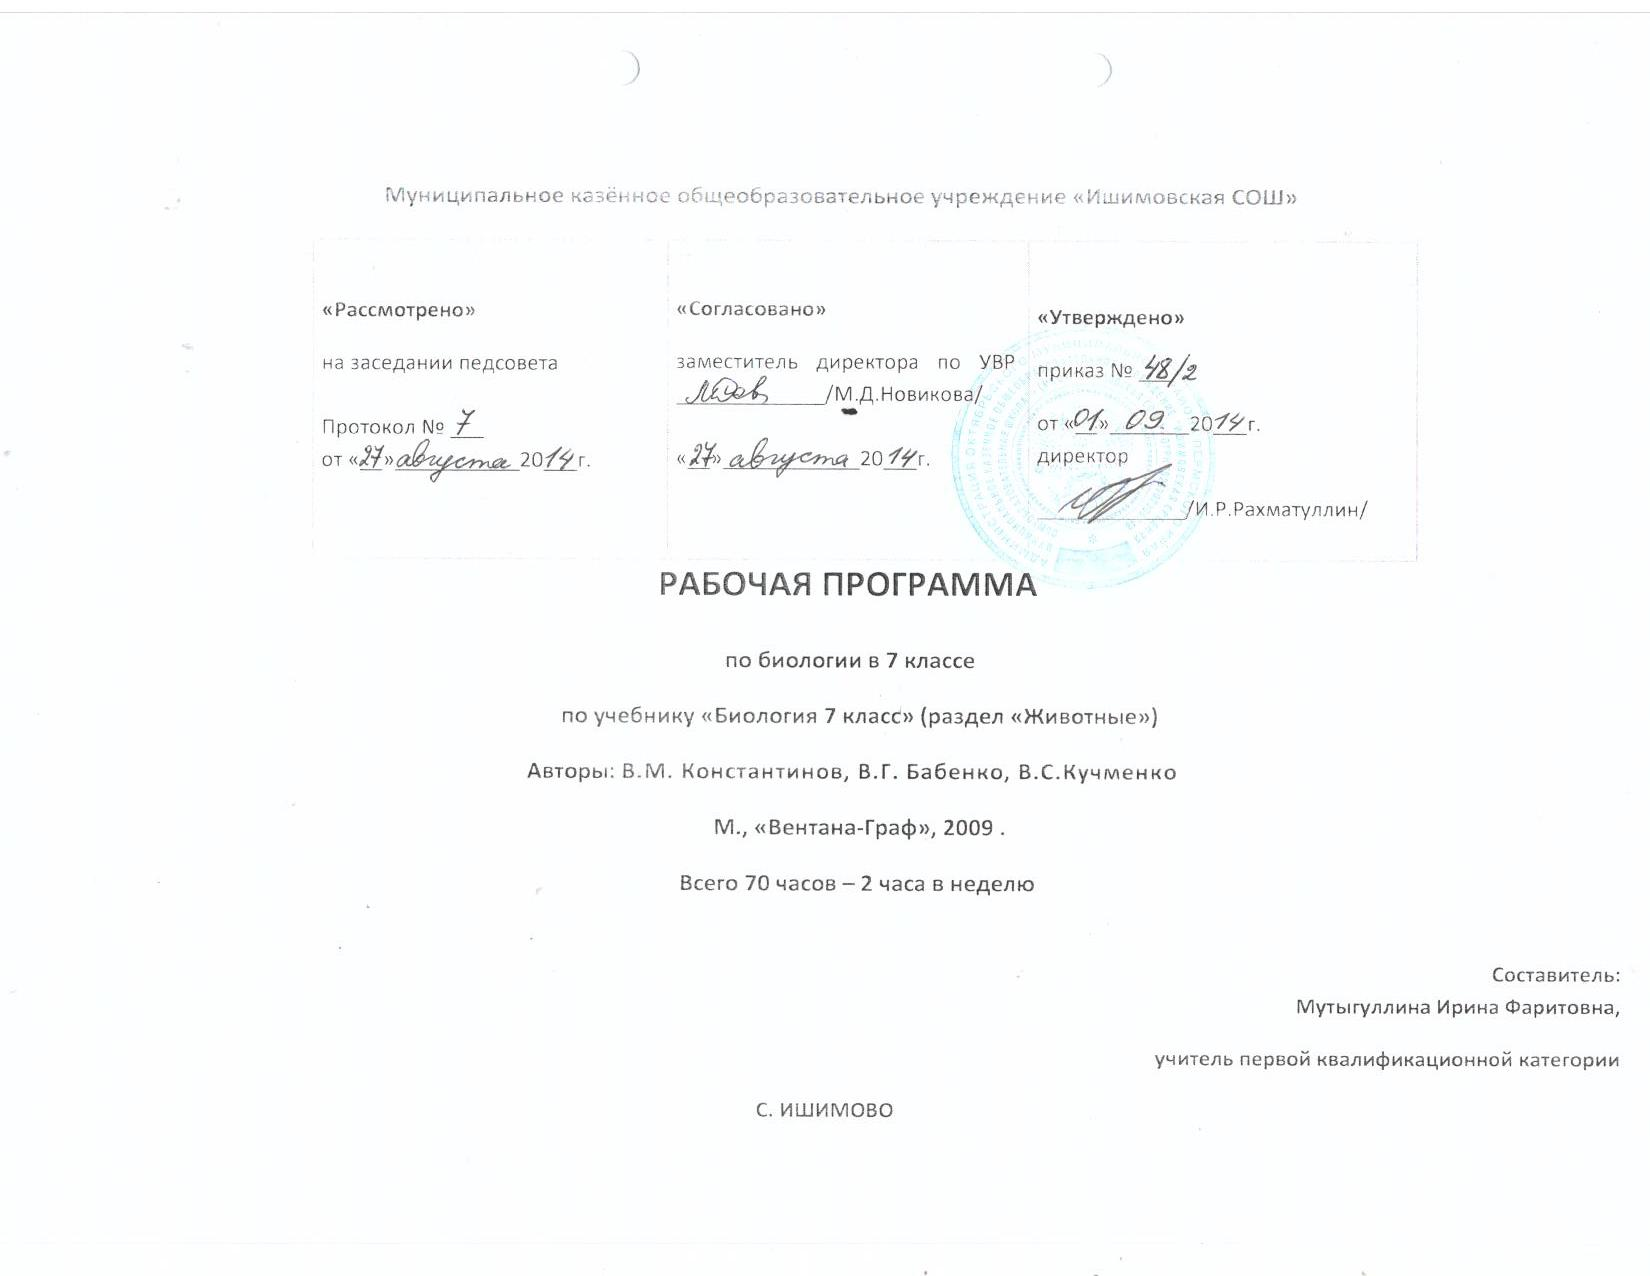 Муниципальное казённое общеобразовательное учреждение «Ишимовская СОШ»
«Рассмотрено»
на заседании педсовета
Протокол № 7
от «27» августа 2014 г.
«Согласовано»
заместитель директора по УВР
/М.Д.Новикова/
«27» августа 2014 г.
«Утверждено»
приказ № 48/2
от «01» 09. 2014 г.
директор
/И.Р.Рахматуллин/
РАБОЧАЯ ПРОГРАММА
по биологии в 7 классе
по учебнику «Биология 7 класс» (раздел «Животные»)
Авторы: В.М. Константинов, В.Г. Бабенко, В.С.Кучменко
М., «Вентана-Граф», 2009 .
Всего 70 часов – 2 часа в неделю
Составитель:
Мутыгуллина Ирина Фаритовна,
учитель первой квалификационной категории
С. ИШИМОВО